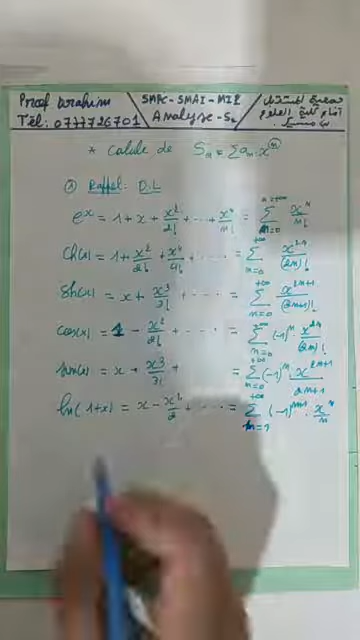 Proof Ibrahim
Tél: 0777726701
SMPC - SMAI - MIP
Analyse - S2
* Calcule de S_n = Σ a_n · x^(n)
① Rappel: D.L
e^x = 1 + x + x²/2! + ... + x^n/n! = Σ_{n=0}^{n=+∞} x^n/n!
ch(x) = 1 + x²/2! + x⁴/4! + .... = Σ_{n=0}^{+∞} x^{2n}/(2n)!
sh(x) = x + x³/3! + .... = Σ_{n=0}^{+∞} x^{2n+1}/(2n+1)!
cos(x) = 1 - x²/2! + .... = Σ_{n=0}^{+∞} (-1)^n · x^{2n}/(2n)!
sin(x) = x - x³/3! + = Σ_{n=0}^{+∞} (-1)^n · x^{2n+1}/2n+1
ln(1+x) = x - x²/2 + .... = Σ_{n=1}^{+∞} (-1)^{n+1} · x^n/n